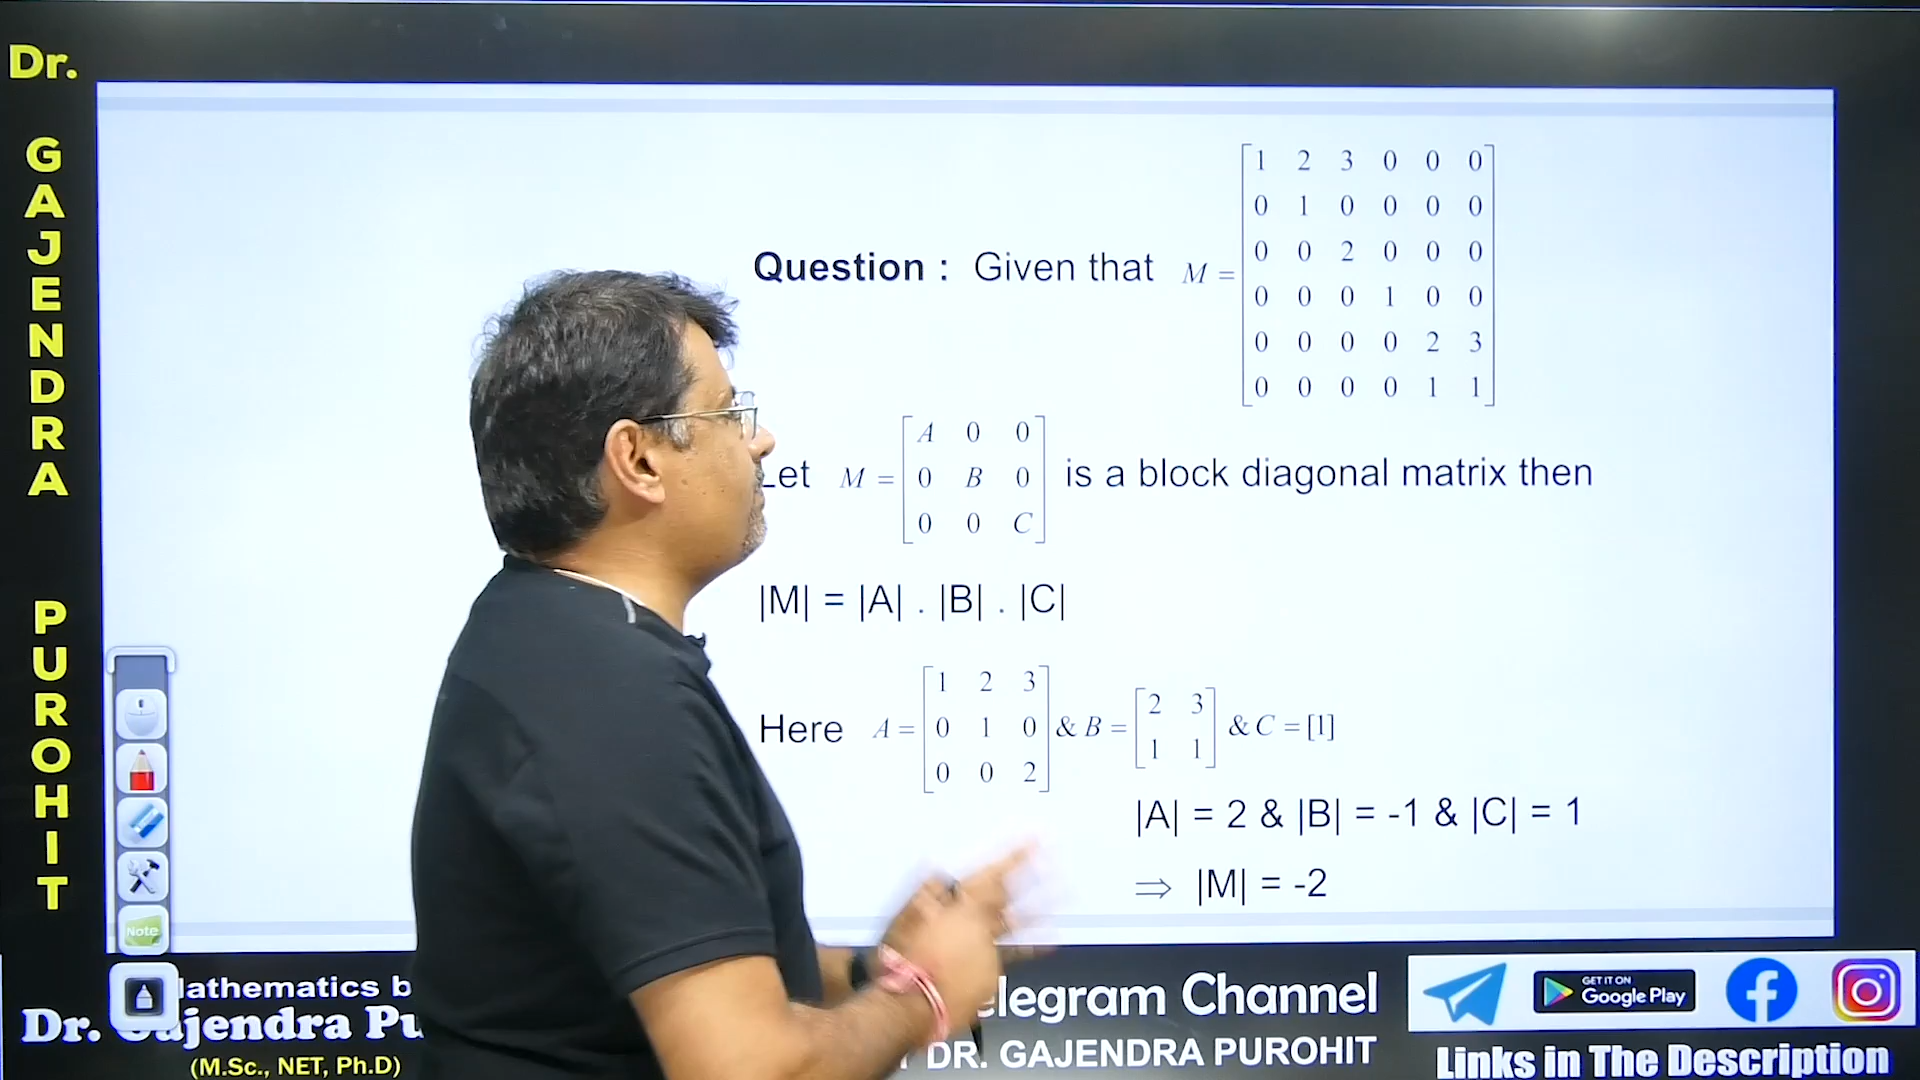 Dr.
GAJENDRA
PUROHIT
Question : Given that M =
1 2 3 0 0 0
0 1 0 0 0 0
0 0 2 0 0 0
0 0 0 1 0 0
0 0 0 0 2 3
0 0 0 0 1 1
Let M = [A 0 0; 0 B 0; 0 0 C] is a block diagonal matrix then
|M| = |A| . |B| . |C|
Here A = [1 2 3; 0 1 0; 0 0 2] & B = [2 3; 1 1] & C = [1]
|A| = 2 & |B| = -1 & |C| = 1
⇒ |M| = -2
Note
athematics b
Dr. Gajendra Pu
(M.Sc., NET, Ph.D)
elegram Channel
DR. GAJENDRA PUROHIT
GET IT ON
Google Play
Links in The Description